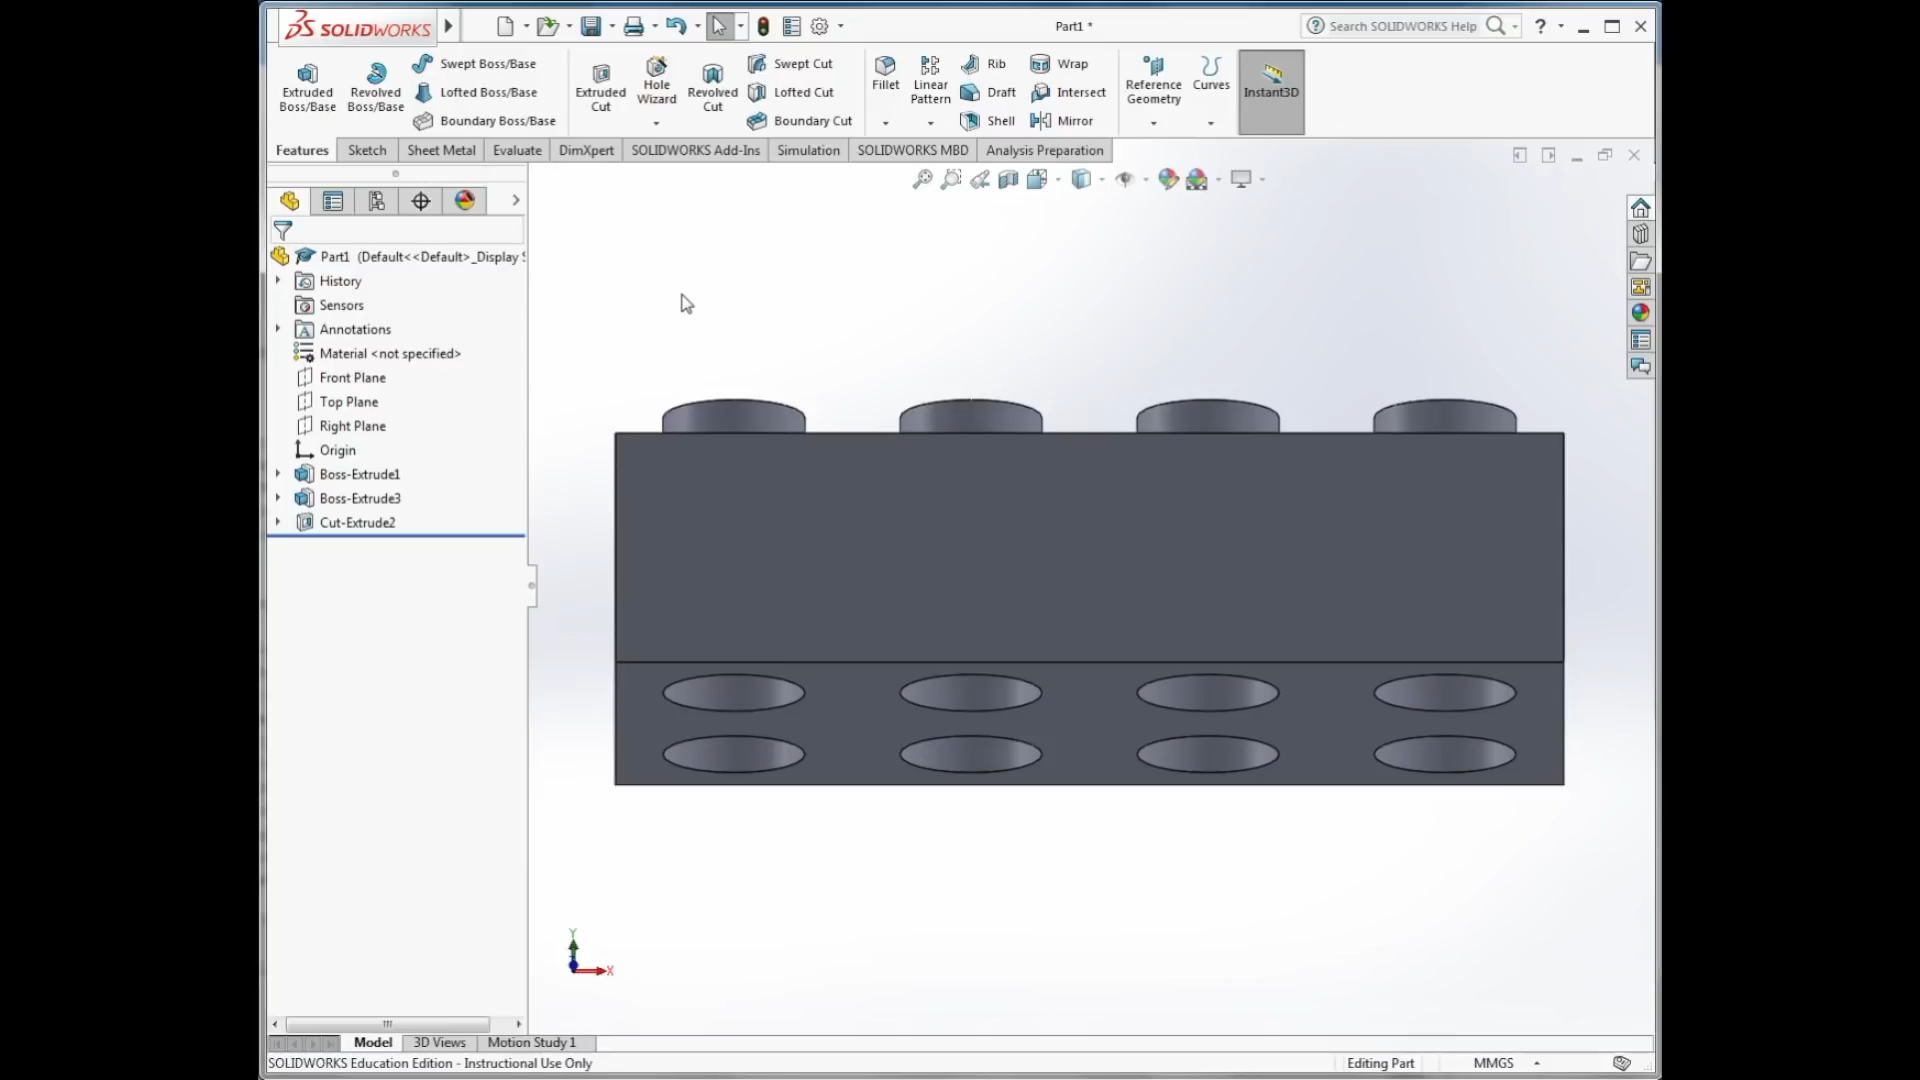 SOLIDWORKS
Part1 *
Search SOLIDWORKS Help
?
Extruded Boss/Base
Revolved Boss/Base
Swept Boss/Base
Lofted Boss/Base
Boundary Boss/Base
Extruded Cut
Hole Wizard
Revolved Cut
Swept Cut
Lofted Cut
Boundary Cut
Fillet
Linear Pattern
Rib
Draft
Shell
Wrap
Intersect
Mirror
Reference Geometry
Curves
Instant3D
Features Sketch Sheet Metal Evaluate DimXpert SOLIDWORKS Add-Ins Simulation SOLIDWORKS MBD Analysis Preparation
Part1 (Default<<Default>_Display S
History
Sensors
Annotations
Material <not specified>
Front Plane
Top Plane
Right Plane
Origin
Boss-Extrude1
Boss-Extrude3
Cut-Extrude2
Y
X
Model 3D Views Motion Study 1
SOLIDWORKS Education Edition - Instructional Use Only
Editing Part
MMGS